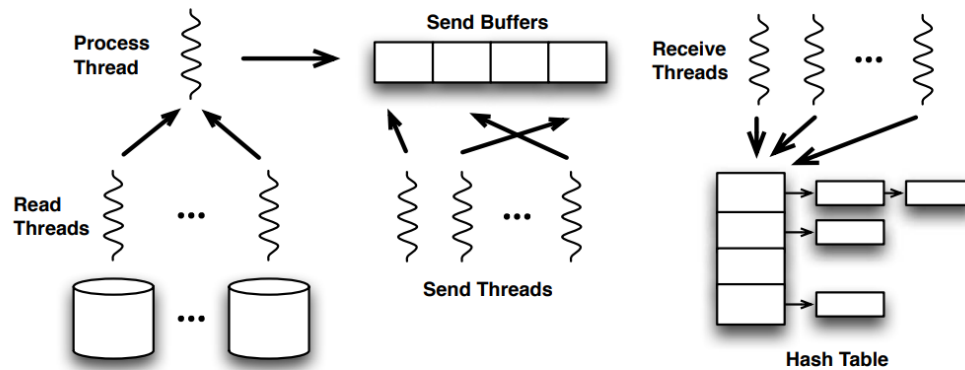 Process
Thread
Send Buffers
Receive
Threads
Read
Threads
Send Threads
Hash Table